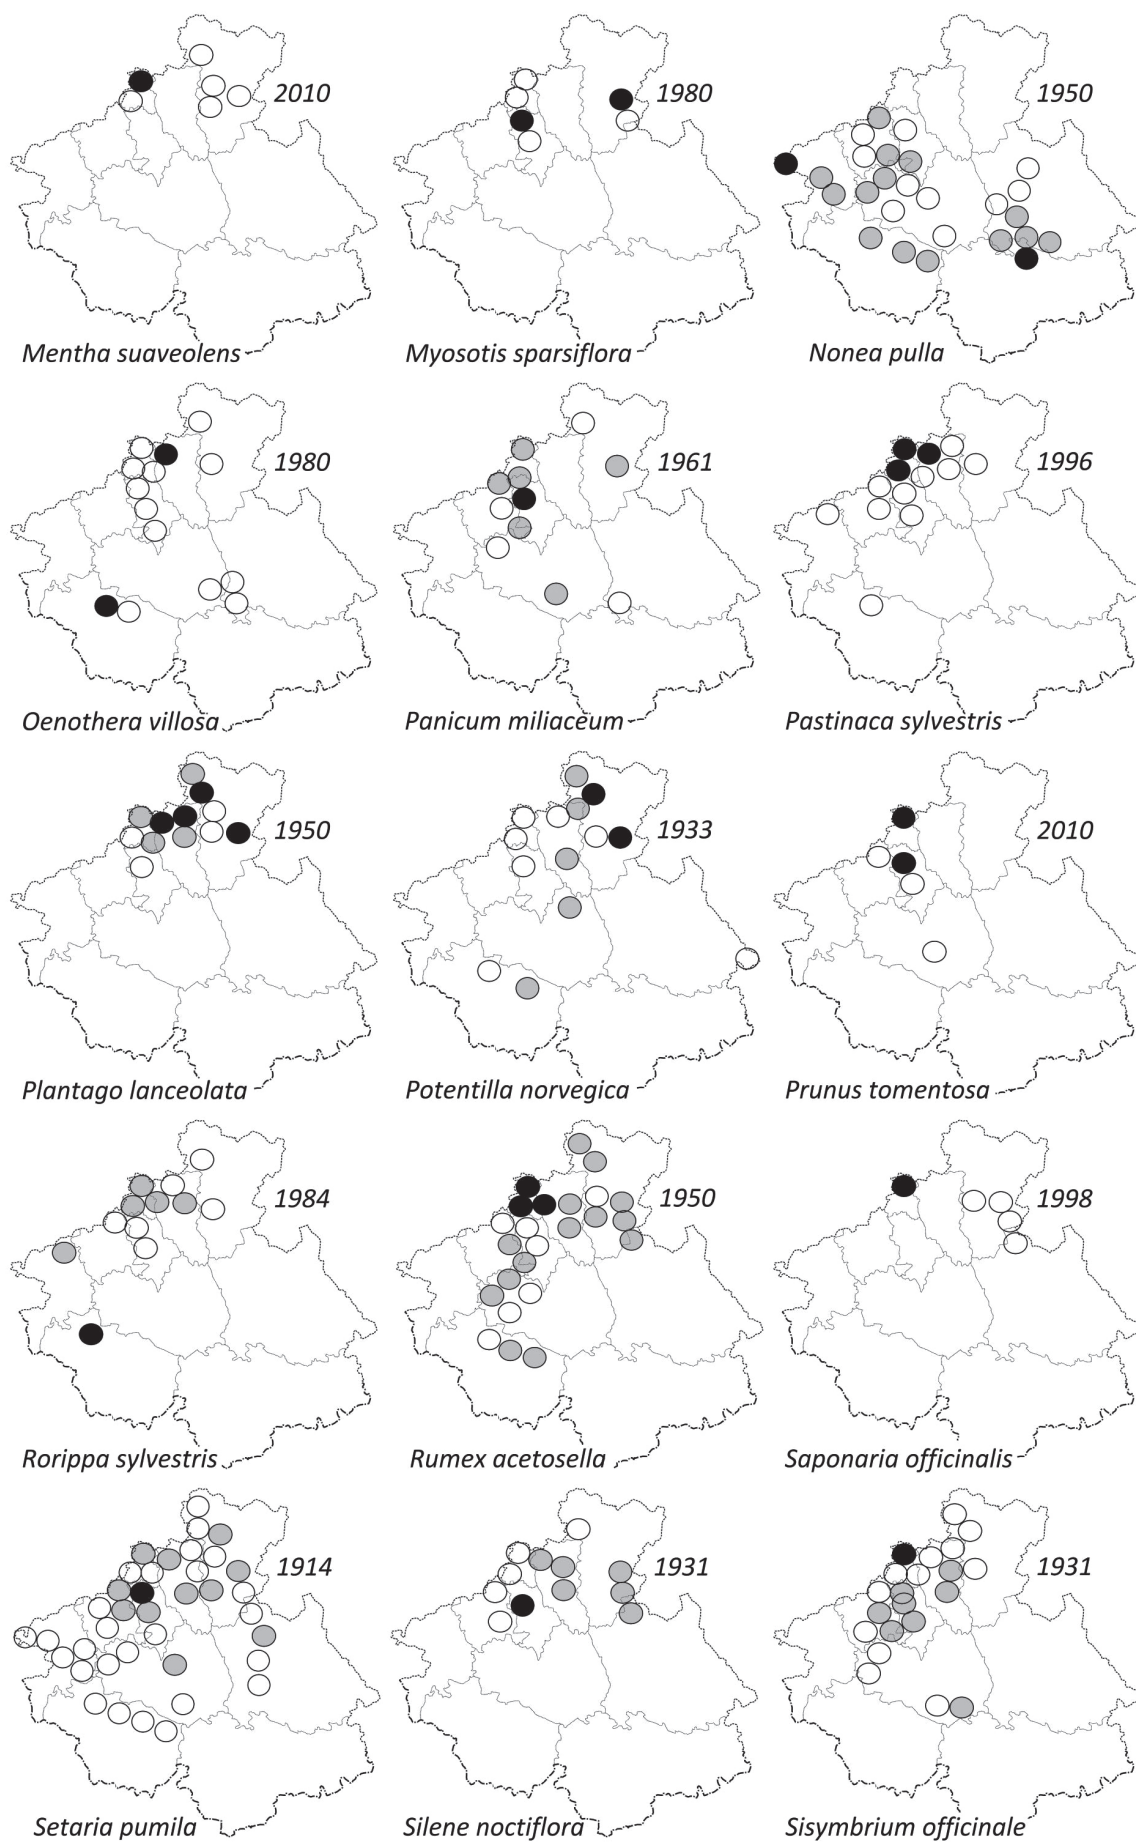 2010 1980 1950
Mentha suaveolens Myosotis sparsiflora Nonea pulla
1980 1961 1996
Oenothera villosa Panicum miliaceum Pastinaca sylvestris
1950 1933 2010
Plantago lanceolata Potentilla norvegica Prunus tomentosa
1984 1950 1998
Rorippa sylvestris Rumex acetosella Saponaria officinalis
1914 1931 1931
Setaria pumila Silene noctiflora Sisymbrium officinale